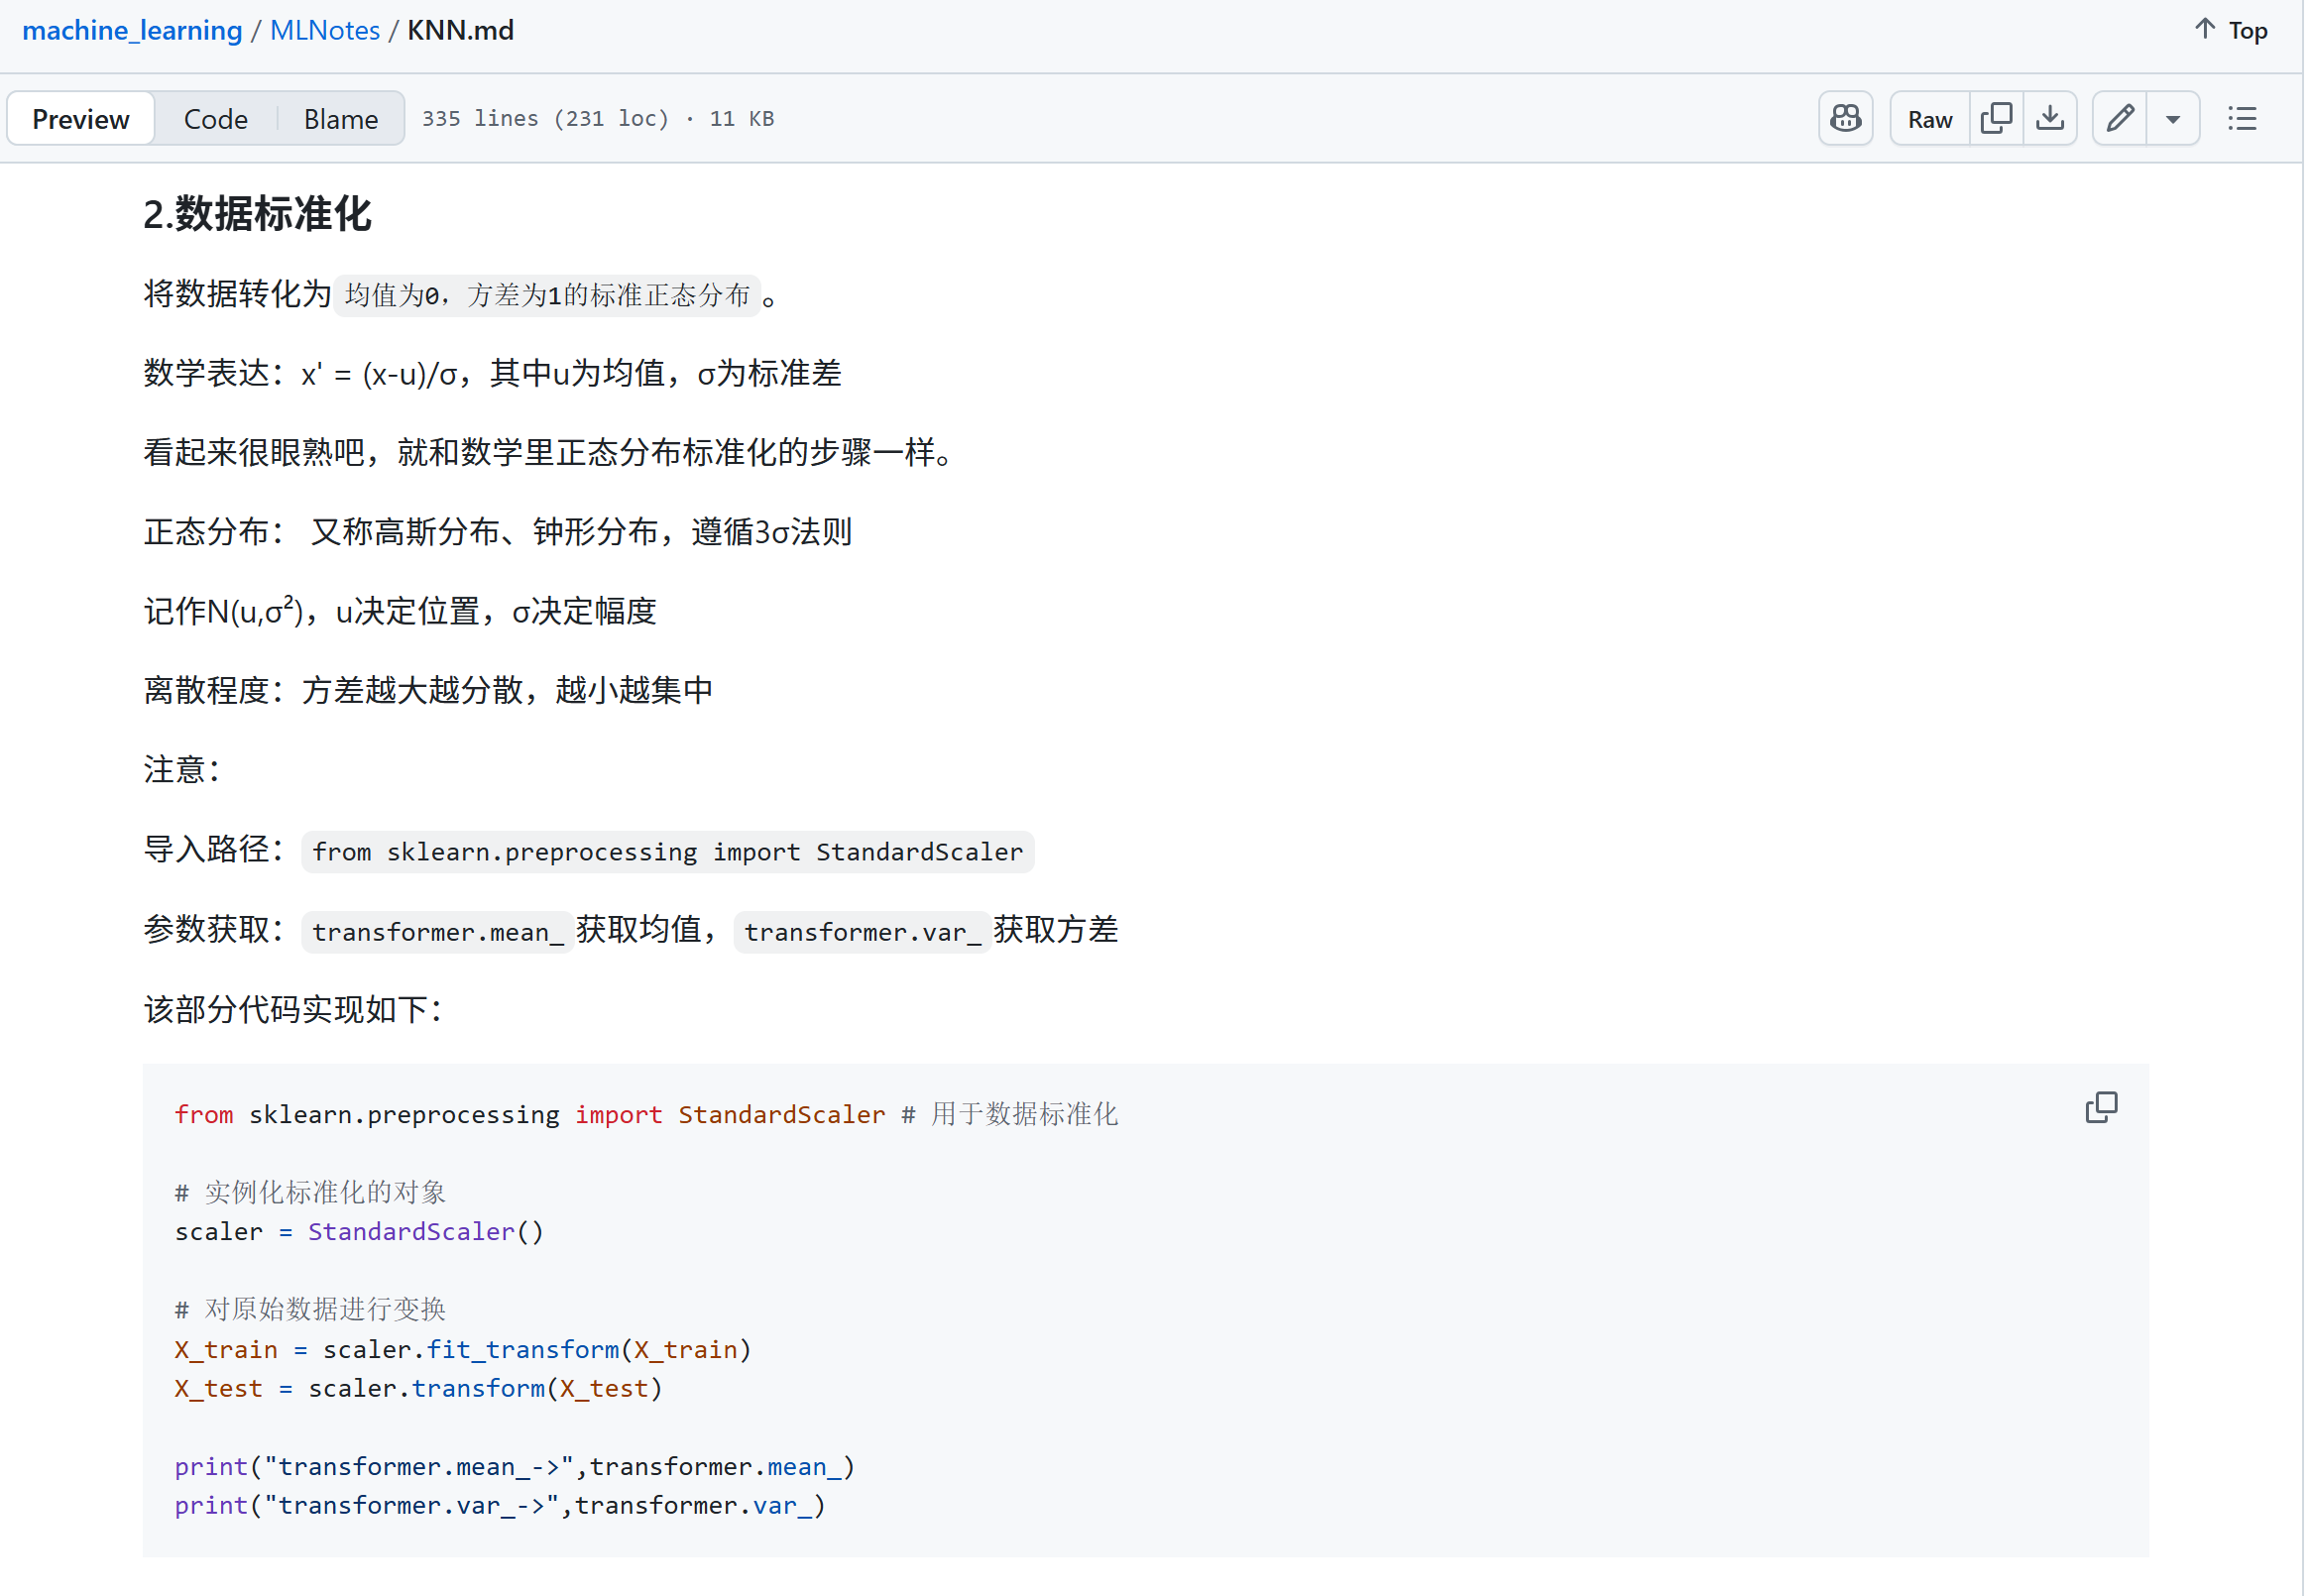 machine_learning / MLNotes / KNN.md
Top
Preview Code Blame 335 lines (231 loc) · 11 KB Raw
2.数据标准化
将数据转化为 均值为0，方差为1的标准正态分布 。
数学表达：x' = (x-u)/σ，其中u为均值，σ为标准差
看起来很眼熟吧，就和数学里正态分布标准化的步骤一样。
正态分布： 又称高斯分布、钟形分布，遵循3σ法则
记作N(u,σ²)，u决定位置，σ决定幅度
离散程度：方差越大越分散，越小越集中
注意：
导入路径： from sklearn.preprocessing import StandardScaler
参数获取： transformer.mean_ 获取均值， transformer.var_ 获取方差
该部分代码实现如下：
from sklearn.preprocessing import StandardScaler # 用于数据标准化
# 实例化标准化的对象
scaler = StandardScaler()
# 对原始数据进行变换
X_train = scaler.fit_transform(X_train)
X_test = scaler.transform(X_test)
print("transformer.mean_->",transformer.mean_)
print("transformer.var_->",transformer.var_)